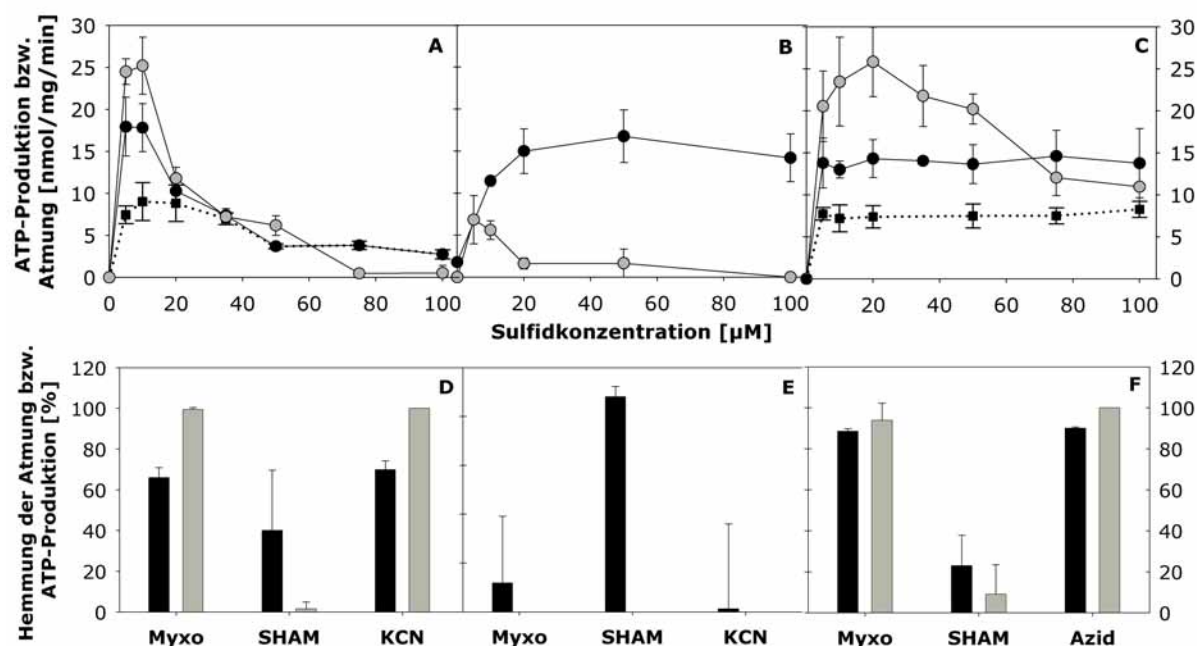 ATP-Produktion bzw.
Atmung [nmol/mg/min]
30
25
20
15
10
5
0
A
B
C
30
25
20
15
10
5
0
0 20 40 60 80 100
20 40 60 80 100
20 40 60 80 100
Sulfidkonzentration [µM]
Hemmung der Atmung bzw.
ATP-Produktion [%]
120
100
80
60
40
20
0
D
E
F
120
100
80
60
40
20
0
Myxo SHAM KCN
Myxo SHAM KCN
Myxo SHAM Azid